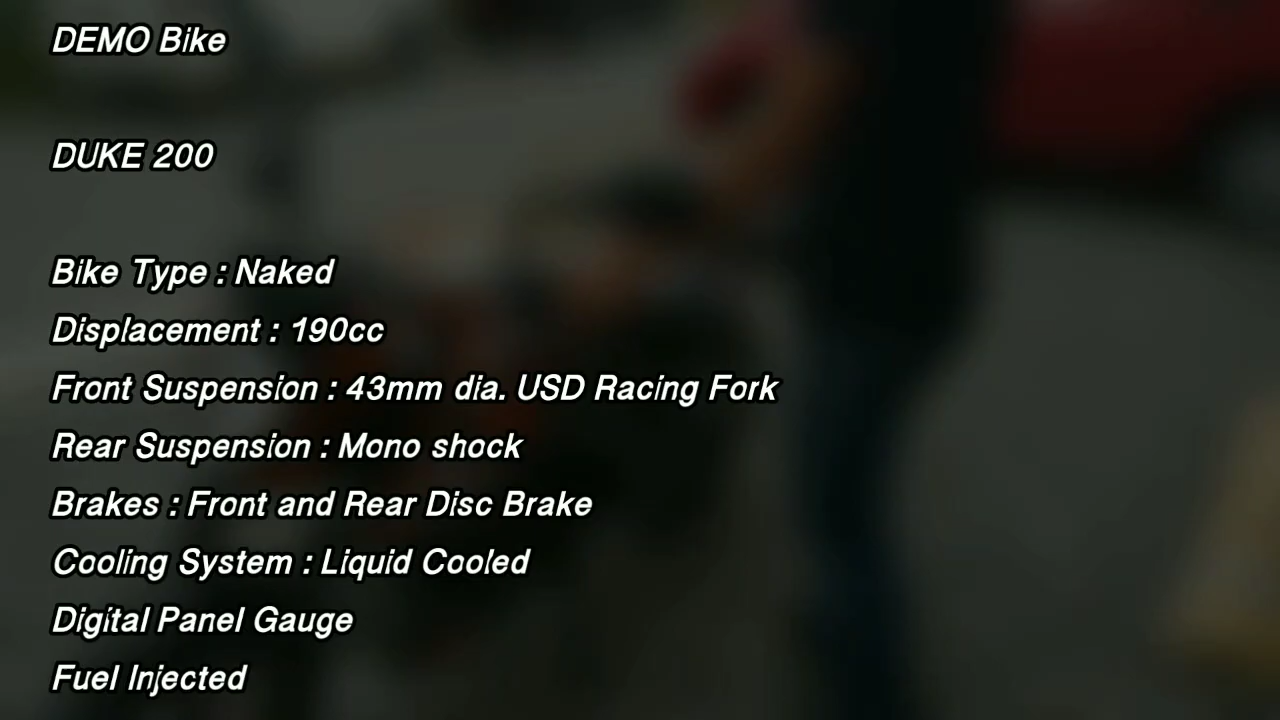 DEMO Bike
DUKE 200
Bike Type : Naked
Displacement : 190cc
Front Suspension : 43mm dia. USD Racing Fork
Rear Suspension : Mono shock
Brakes : Front and Rear Disc Brake
Cooling System : Liquid Cooled
Digital Panel Gauge
Fuel Injected